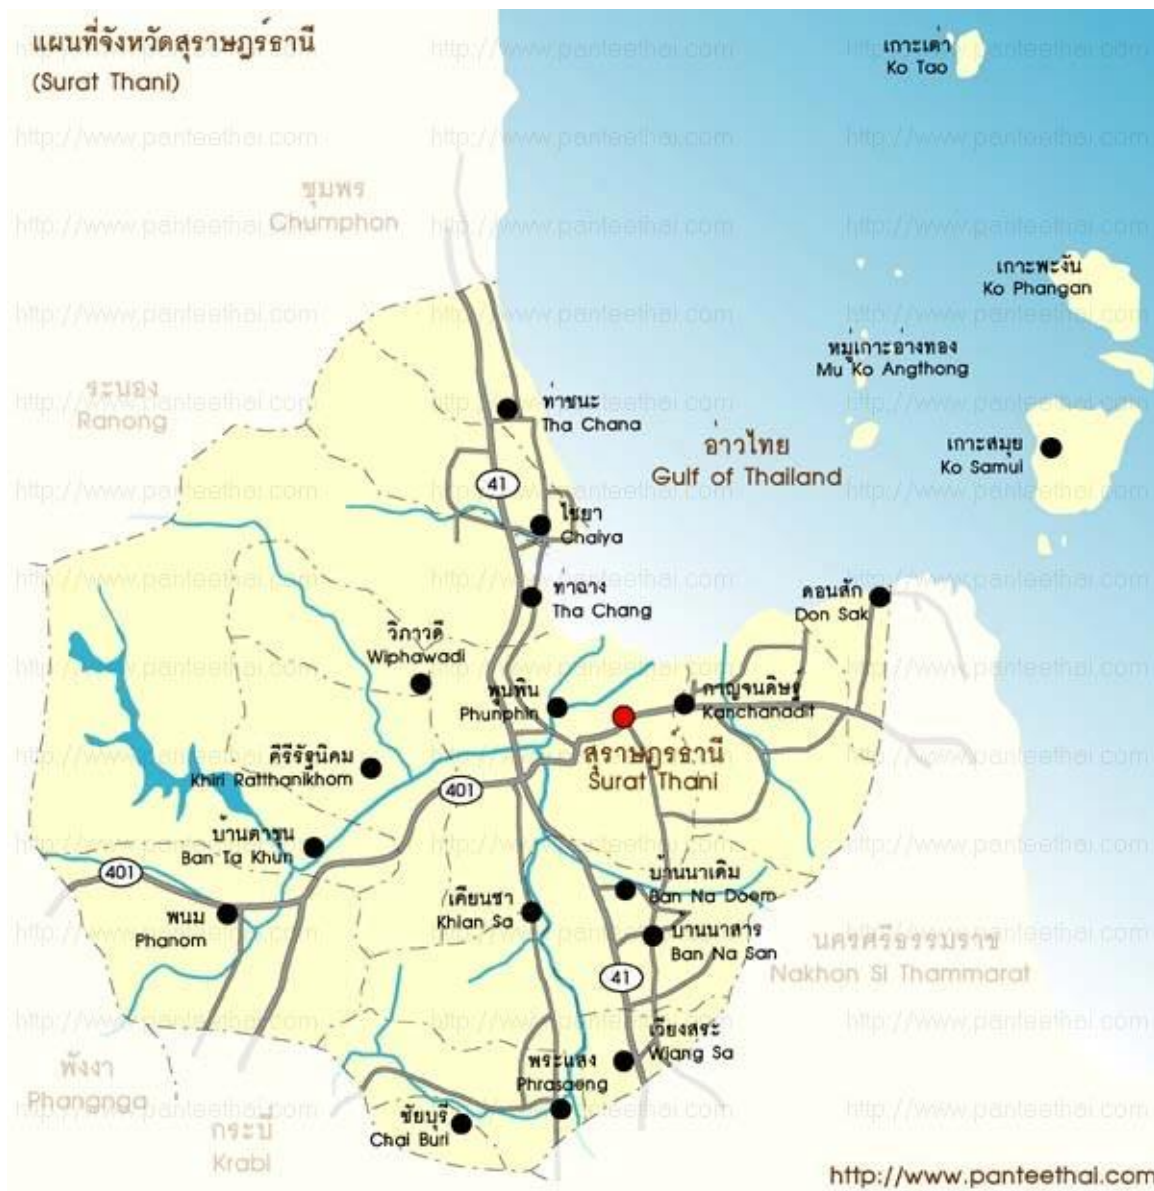 แผนที่จังหวัดสุราษฎร์ธานี
(Surat Thani)
เกาะเต่า
Ko Tao
ชุมพร
Chumphon
เกาะพะงัน
Ko Phangan
หมู่เกาะอ่างทอง
Mu Ko Angthong
ระนอง
Ranong
ท่าชนะ
Tha Chana
อ่าวไทย
Gulf of Thailand
เกาะสมุย
Ko Samui
41
ไชยา
Chaiya
ท่าฉาง
Tha Chang
ดอนสัก
Don Sak
วิภาวดี
Wiphawadi
พุนพิน
Phunphin
กาญจนดิษฐ์
Kanchanadit
สุราษฎร์ธานี
Surat Thani
คีรีรัฐนิคม
Khiri Ratthanikhom
401
บ้านตาขุน
Ban Ta Khun
401
พนม
Phanom
เคียนซา
Khian Sa
บ้านนาเดิม
Ban Na Doem
บ้านนาสาร
Ban Na San
นครศรีธรรมราช
Nakhon Si Thammarat
41
เวียงสระ
Wiang Sa
พระแสง
Phrasaeng
พังงา
Phangnga
ชัยบุรี
Chai Buri
กระบี่
Krabi
http://www.panteethai.com